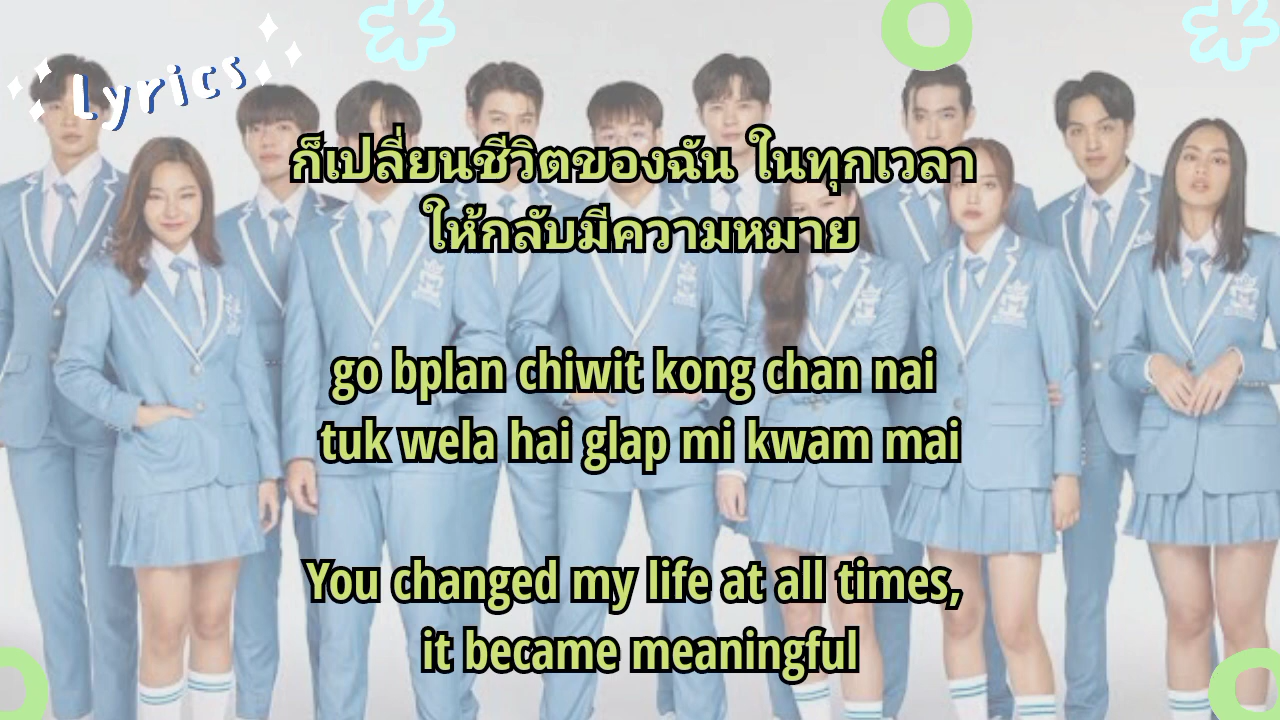 Lyrics
ก็เปลี่ยนชีวิตของฉัน ในทุกเวลา
ให้กลับมีความหมาย
go bplan chiwit kong chan nai
tuk wela hai glap mi kwam mai
You changed my life at all times,
it became meaningful